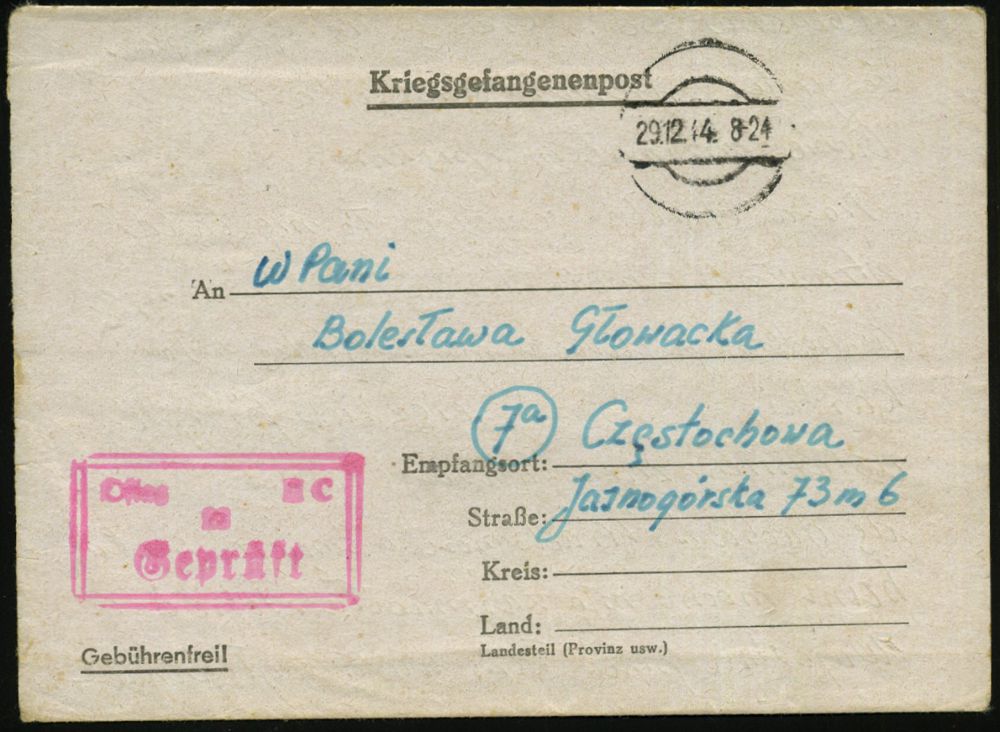 Kriegsgefangenenpost
29.12.44. 8-24
An W Pani
Bolesława Głowacka
7a Częstochowa
Empfangsort:
Straße: Jasnogórska 73 m 6
Kreis:
Land:
Landesteil (Provinz usw.)
Oflag II C
Geprüft
Gebührenfrei!